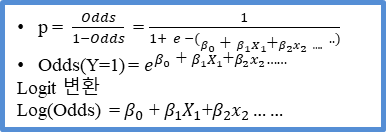 • p = Odds / 1−Odds = 1 / 1+ e −(β₀ + β₁X₁+β₂x₂ …. ..)
• Odds(Y=1) = e^β₀ + β₁X₁+β₂x₂……
Logit 변환
Log(Odds) = β₀ + β₁X₁+β₂x₂ … …